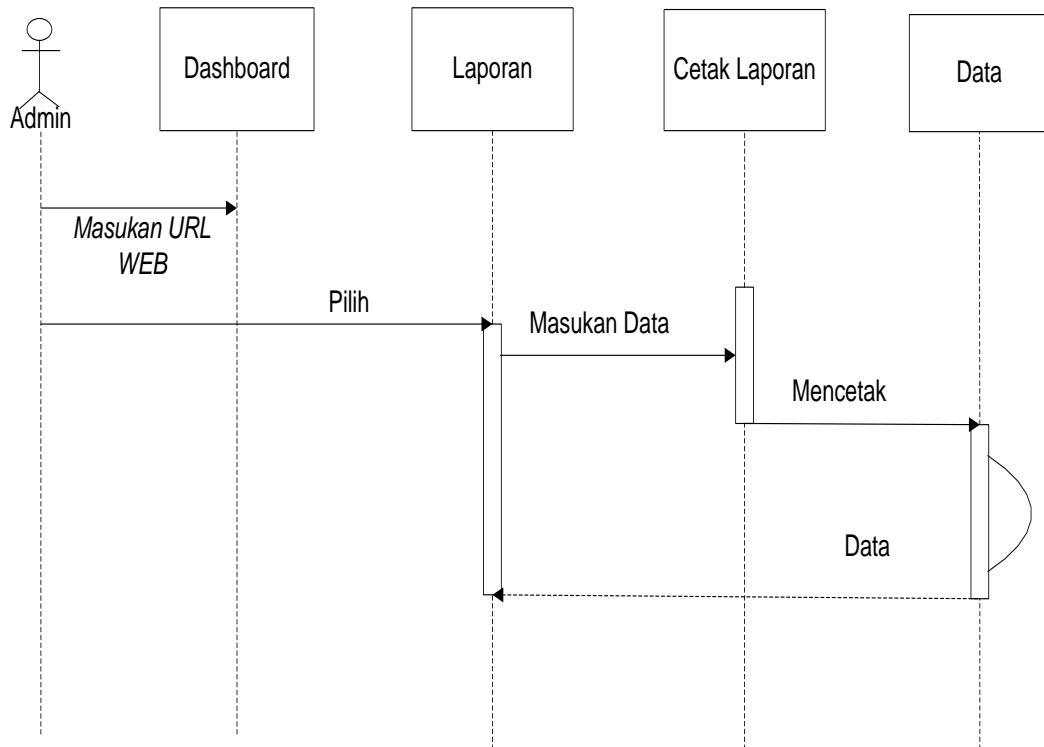 Dashboard
Laporan
Cetak Laporan
Data
Admin
Masukan URL
WEB
Pilih
Masukan Data
Mencetak
Data